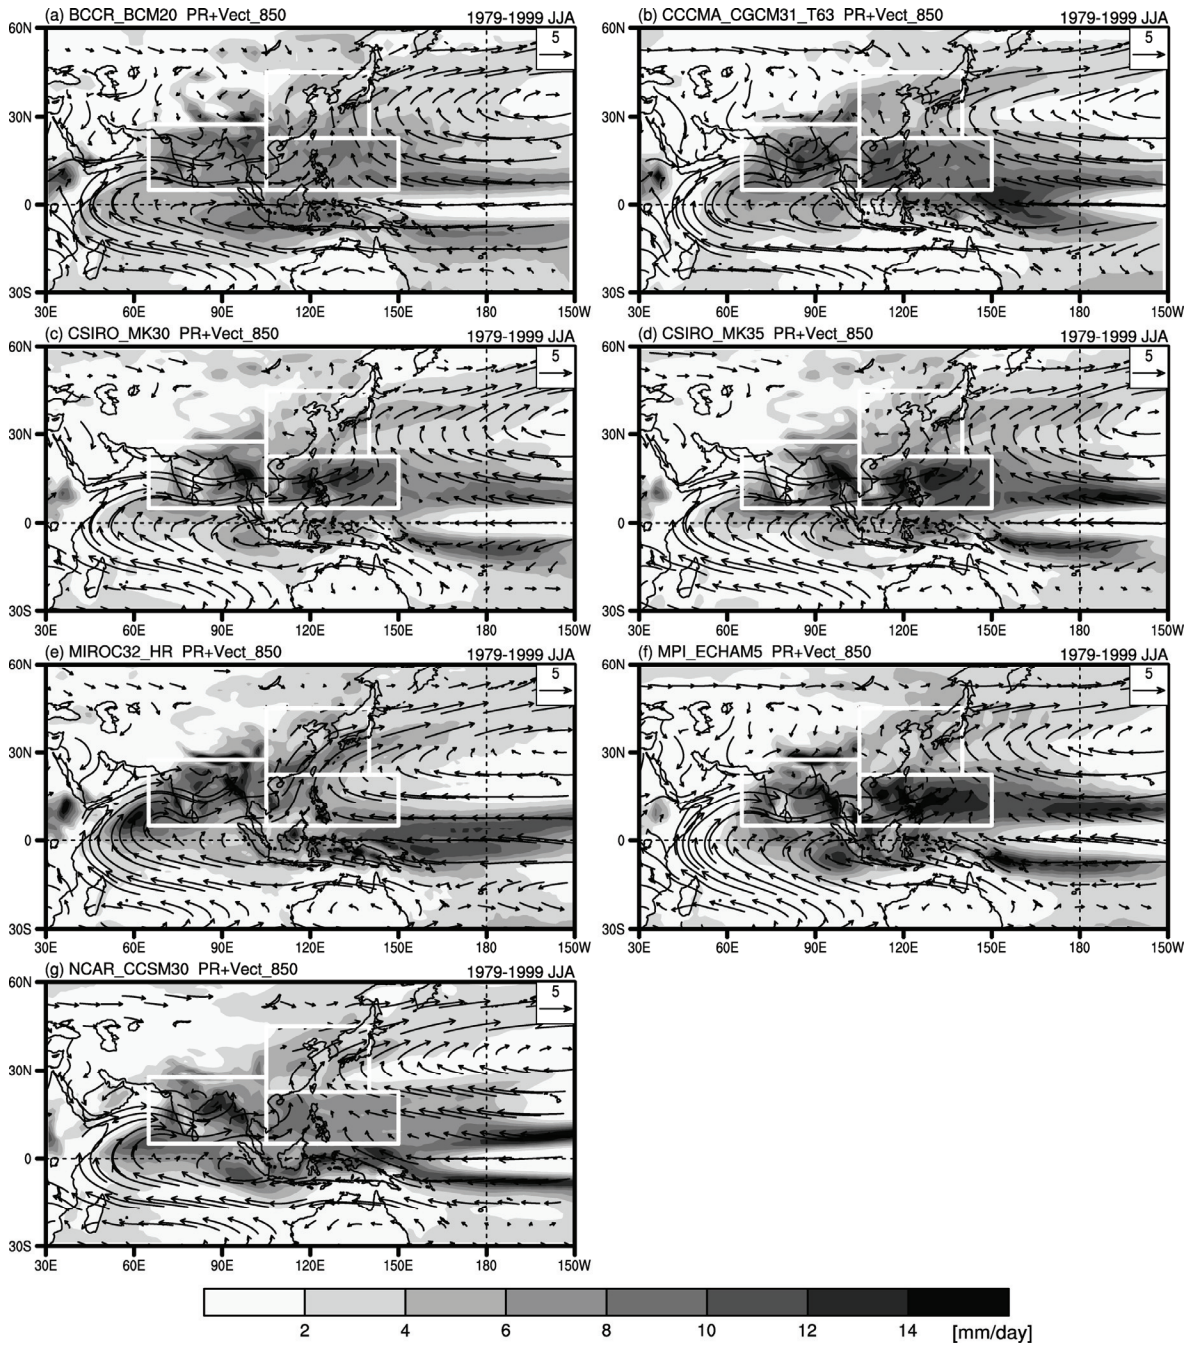 (a) BCCR_BCM20 PR+Vect_850 1979-1999 JJA
(b) CCCMA_CGCM31_T63 PR+Vect_850 1979-1999 JJA
60N 5 60N 5
30N 30N
0 0
30S 30S
30E 60E 90E 120E 150E 180 150W 30E 60E 90E 120E 150E 180 150W
(c) CSIRO_MK30 PR+Vect_850 1979-1999 JJA
(d) CSIRO_MK35 PR+Vect_850 1979-1999 JJA
60N 5 60N 5
30N 30N
0 0
30S 30S
30E 60E 90E 120E 150E 180 150W 30E 60E 90E 120E 150E 180 150W
(e) MIROC32_HR PR+Vect_850 1979-1999 JJA
(f) MPI_ECHAM5 PR+Vect_850 1979-1999 JJA
60N 5 60N 5
30N 30N
0 0
30S 30S
30E 60E 90E 120E 150E 180 150W 30E 60E 90E 120E 150E 180 150W
(g) NCAR_CCSM30 PR+Vect_850 1979-1999 JJA
60N 5
30N
0
30S
30E 60E 90E 120E 150E 180 150W
2 4 6 8 10 12 14 [mm/day]